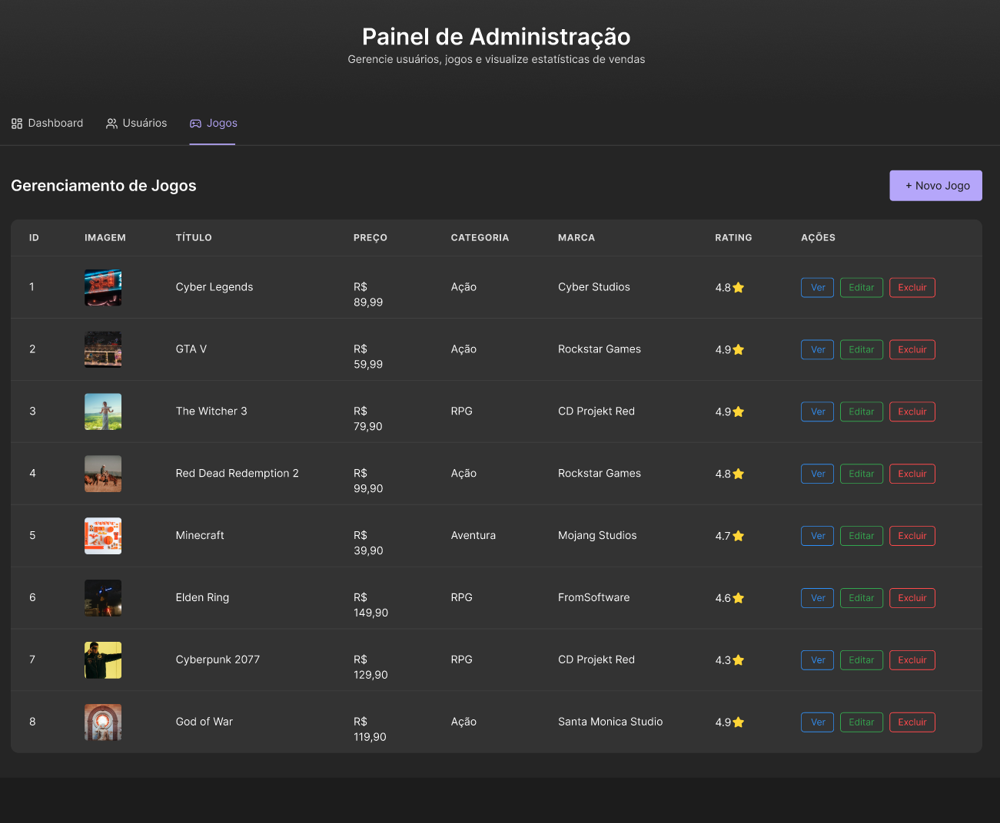 Painel de Administração
Gerencie usuários, jogos e visualize estatísticas de vendas
Dashboard Usuários Jogos
Gerenciamento de Jogos + Novo Jogo
ID IMAGEM TÍTULO PREÇO CATEGORIA MARCA RATING AÇÕES
1 Cyber Legends R$ 89,99 Ação Cyber Studios 4.8⭐ Ver Editar Excluir
2 GTA V R$ 59,99 Ação Rockstar Games 4.9⭐ Ver Editar Excluir
3 The Witcher 3 R$ 79,90 RPG CD Projekt Red 4.9⭐ Ver Editar Excluir
4 Red Dead Redemption 2 R$ 99,90 Ação Rockstar Games 4.8⭐ Ver Editar Excluir
5 Minecraft R$ 39,90 Aventura Mojang Studios 4.7⭐ Ver Editar Excluir
6 Elden Ring R$ 149,90 RPG FromSoftware 4.6⭐ Ver Editar Excluir
7 Cyberpunk 2077 R$ 129,90 RPG CD Projekt Red 4.3⭐ Ver Editar Excluir
8 God of War R$ 119,90 Ação Santa Monica Studio 4.9⭐ Ver Editar Excluir